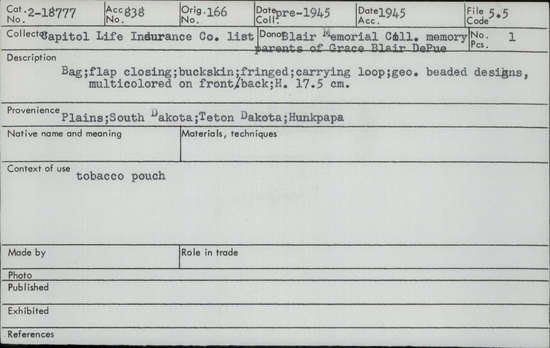 Cat. No. 2-18777 Acc. No. 838 Orig. No. 166 Date Coll. pre-1945 Date Acc. 1945 File Code 5.5
Collector Capitol Life Indurance Co. list Donor Blair Memorial Coll. memory No. Pcs. 1
parents of Grace Blair DePue
Description
Bag;flap closing;buckskin;fringed;carrying loop;geo. beaded designs,
multicolored on front/back;H. 17.5 cm.
Provenience
Plains;South Dakota;Teton Dakota;Hunkpapa
Native name and meaning Materials, techniques
Context of use
tobacco pouch
Made by Role in trade
Photo
Published
Exhibited
References